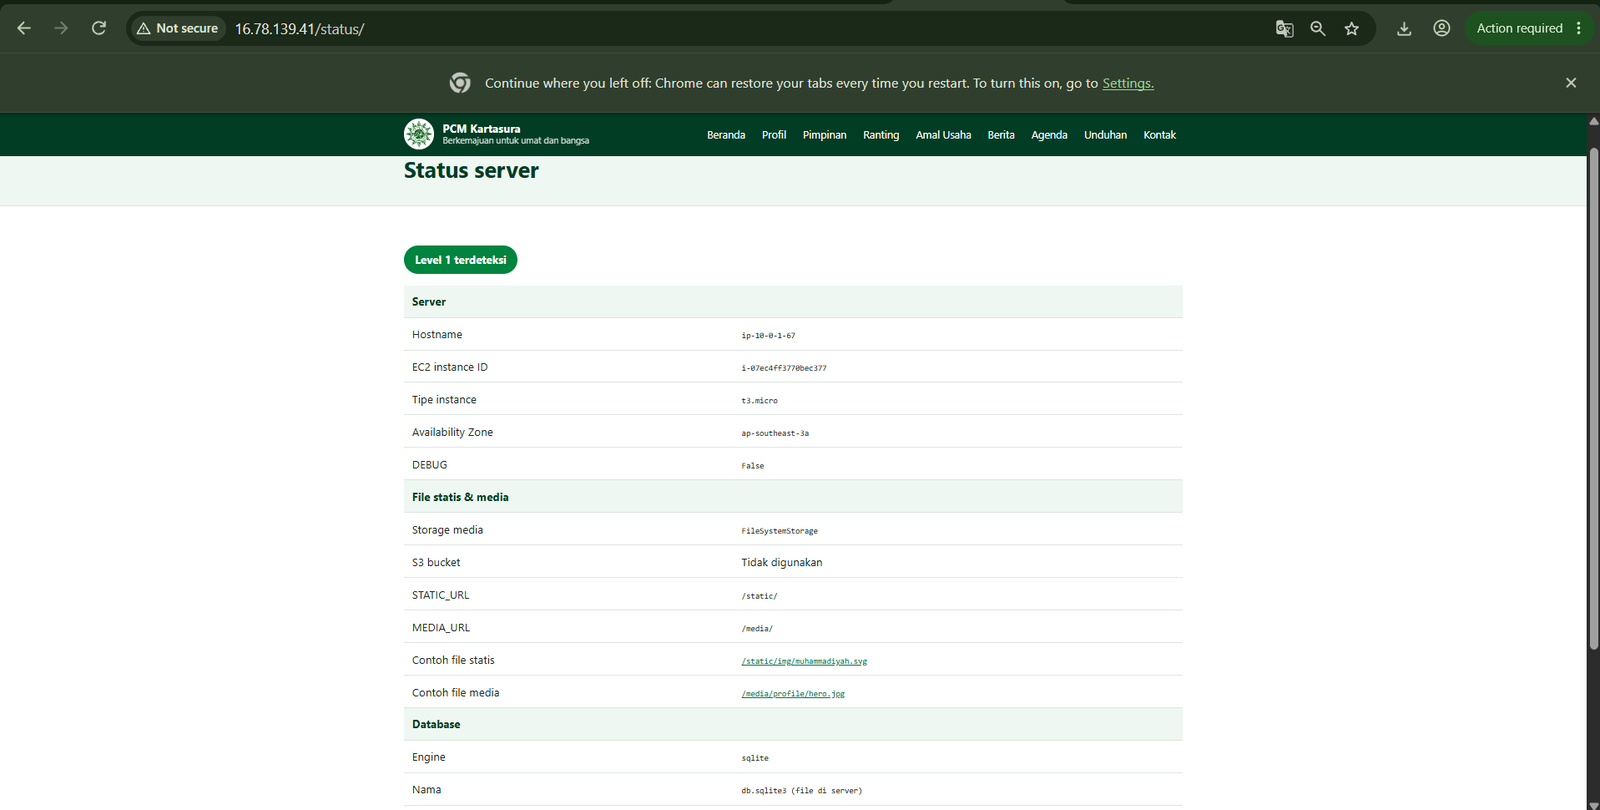 Not secure 16.78.139.41/status/ Action required
Continue where you left off: Chrome can restore your tabs every time you restart. To turn this on, go to Settings.
PCM Kartasura
Berkemajuan untuk umat dan bangsa
Beranda Profil Pimpinan Ranting Amal Usaha Berita Agenda Unduhan Kontak
Status server
Level 1 terdeteksi
Server
Hostname ip-10-0-1-67
EC2 instance ID i-07ec4ff3770bec377
Tipe instance t3.micro
Availability Zone ap-southeast-3a
DEBUG False
File statis & media
Storage media FileSystemStorage
S3 bucket Tidak digunakan
STATIC_URL /static/
MEDIA_URL /media/
Contoh file statis /static/img/muhammadiyah.svg
Contoh file media /media/profile/hero.jpg
Database
Engine sqlite
Nama db.sqlite3 (file di server)